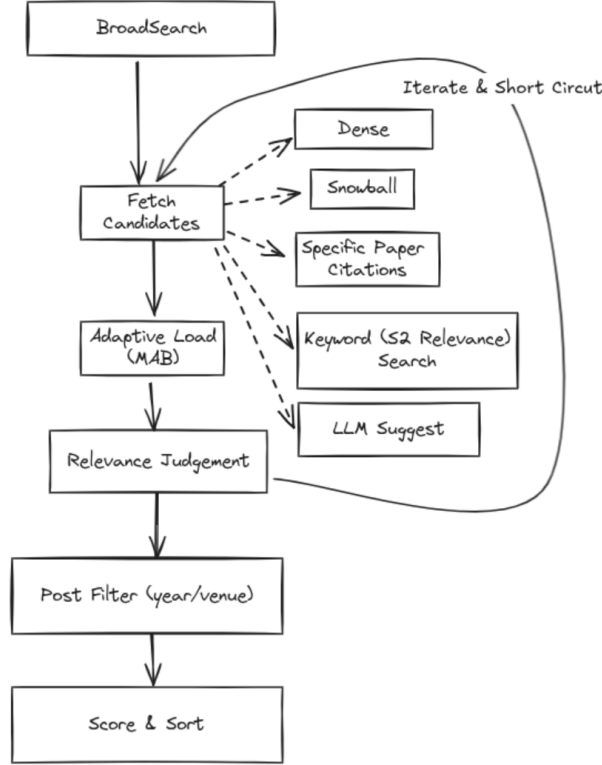 BroadSearch
Iterate & Short Circut
Dense
Snowball
Fetch
Candidates
Specific Paper
Citations
Adaptive Load
(MAB)
Keyword (S2 Relevance)
Search
LLM Suggest
Relevance Judgement
Post Filter (year/venue)
Score & Sort